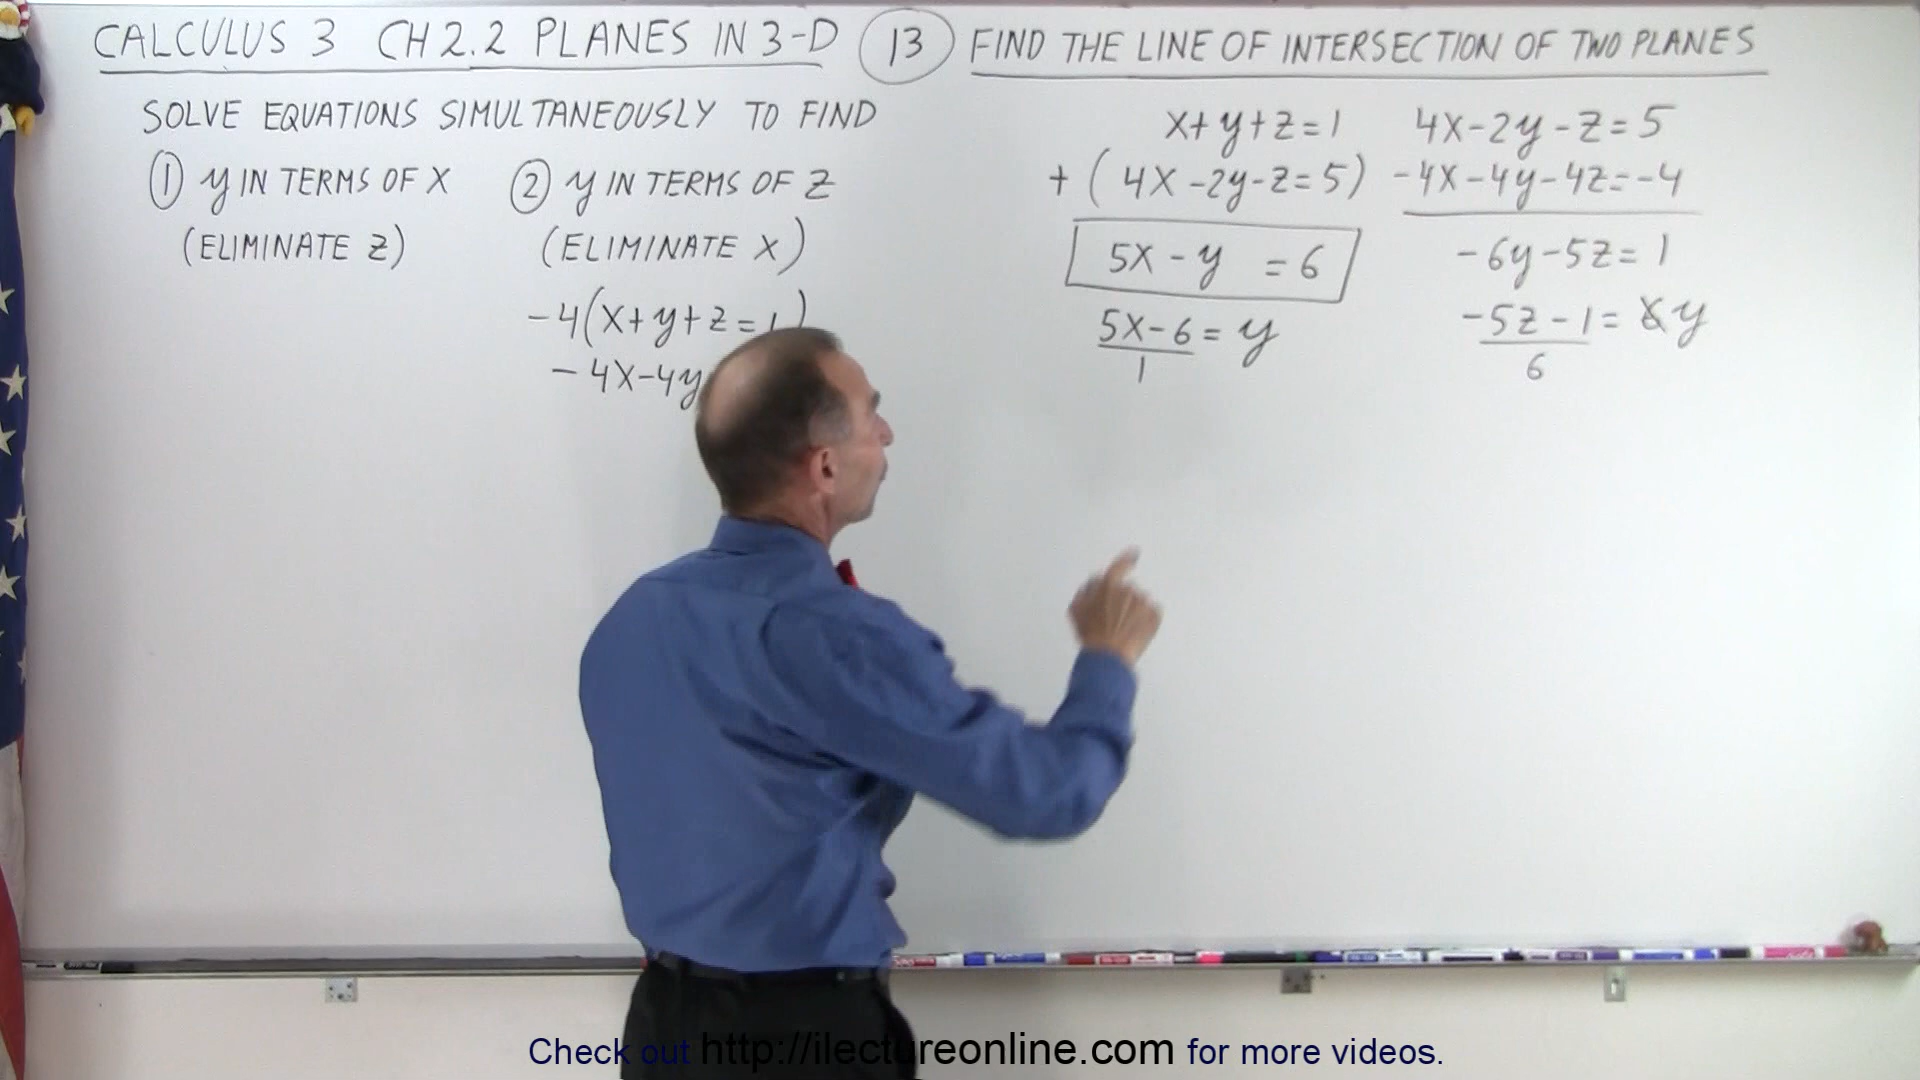 CALCULUS 3 CH 2.2 PLANES IN 3-D 13 FIND THE LINE OF INTERSECTION OF TWO PLANES
SOLVE EQUATIONS SIMULTANEOUSLY TO FIND
① y IN TERMS OF X
(ELIMINATE Z)
② y IN TERMS OF Z
(ELIMINATE X)
-4(x+y+z=1)
-4x-4y
x+y+z=1
+(4x-2y-z=5)
5x-y =6
5x-6=y
1
4x-2y-z=5
-4x-4y-4z=-4
-6y-5z=1
-5z-1=6y
6
Check out http://ilectureonline.com for more videos.